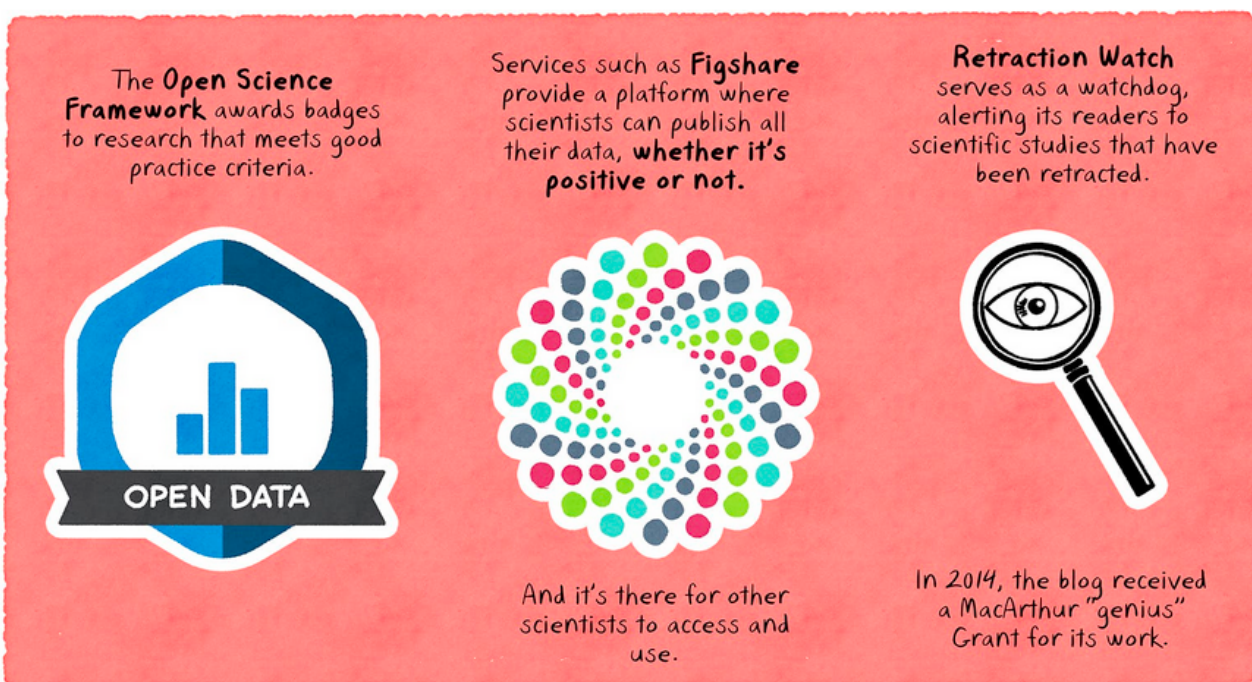 The Open Science
Framework awards badges
to research that meets good
practice criteria.
OPEN DATA
Services such as Figshare
provide a platform where
scientists can publish all
their data, whether it's
positive or not.
And it's there for other
scientists to access and
use.
Retraction Watch
serves as a watchdog,
alerting its readers to
scientific studies that have
been retracted.
In 2014, the blog received
a MacArthur "genius"
Grant for its work.